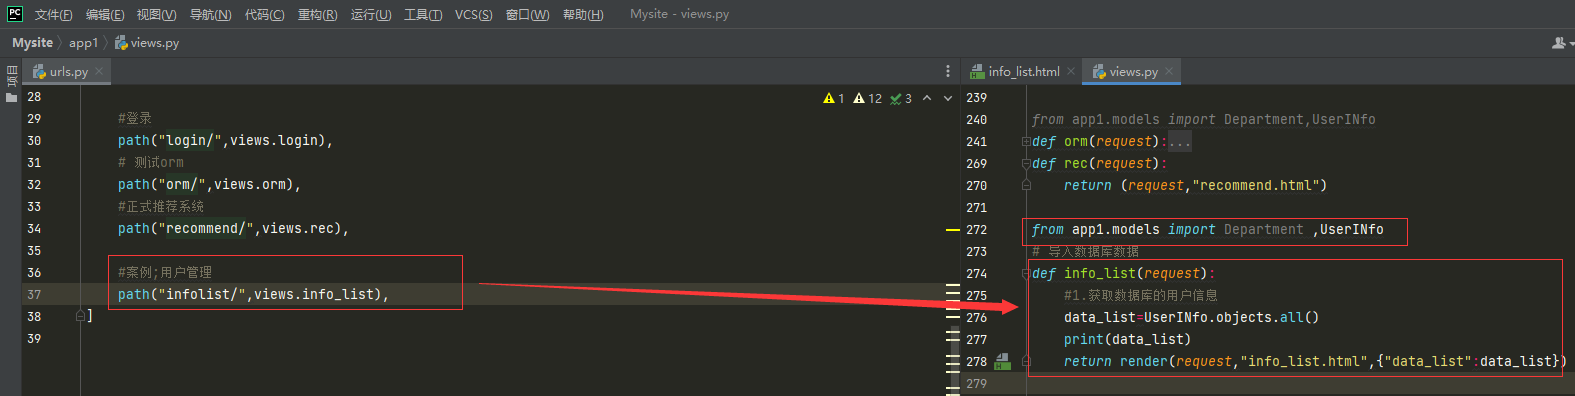 PC 文件(F) 编辑(E) 视图(V) 导航(N) 代码(C) 重构(R) 运行(U) 工具(T) VCS(S) 窗口(W) 帮助(H) Mysite - views.py
Mysite app1 views.py
项目
urls.py
1 12 3
28
29 #登录
30 path("login/",views.login),
31 # 测试orm
32 path("orm/",views.orm),
33 #正式推荐系统
34 path("recommend/",views.rec),
35
36 #案例;用户管理
37 path("infolist/",views.info_list),
38 ]
39
info_list.html views.py
239
240 from app1.models import Department,UserINfo
241 def orm(request):...
269 def rec(request):
270 return (request,"recommend.html")
271
272 from app1.models import Department ,UserINfo
273 # 导入数据库数据
274 def info_list(request):
275 #1.获取数据库的用户信息
276 data_list=UserINfo.objects.all()
277 print(data_list)
278 return render(request,"info_list.html",{"data_list":data_list})
279